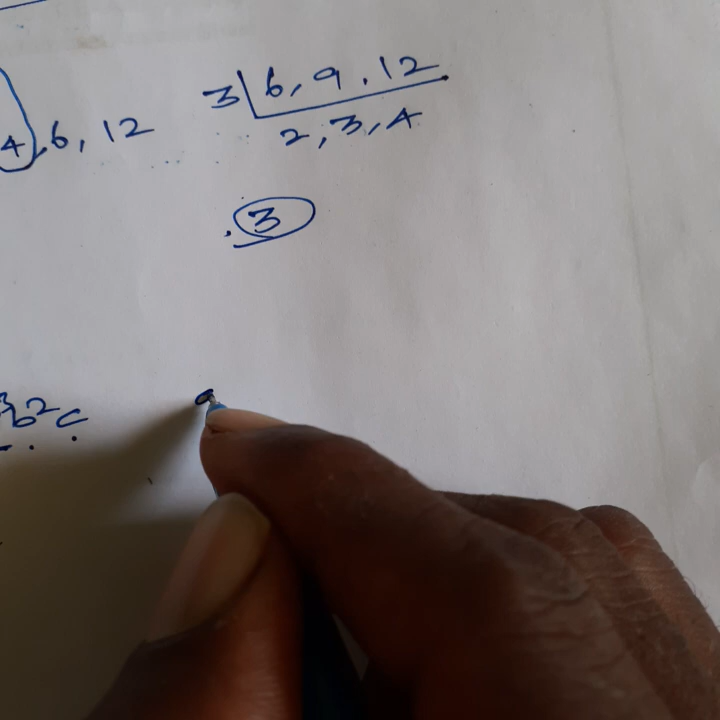 3 6, 9, 12
4, 6, 12
2, 3, 4
3
b²c